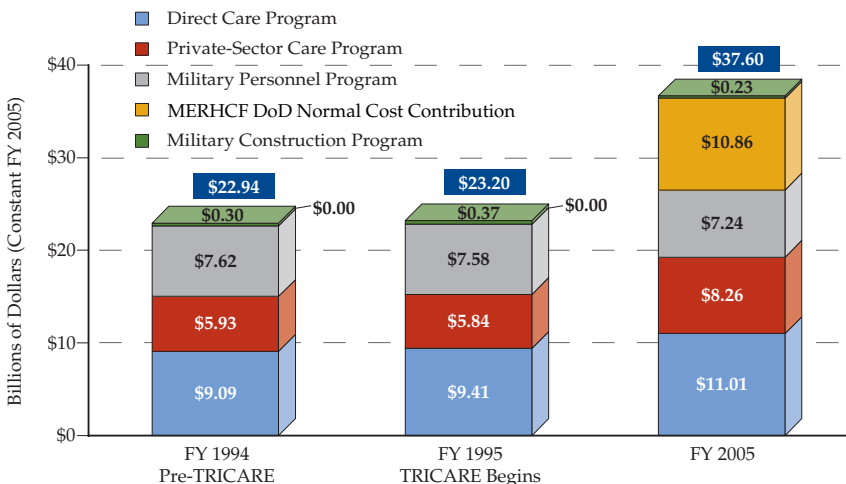 Direct Care Program
Private-Sector Care Program
Military Personnel Program
MERHCF DoD Normal Cost Contribution
Military Construction Program
Billions of Dollars (Constant FY 2005)
$40
$30
$20
$10
$0
$22.94
$0.30
$0.00
$7.62
$5.93
$9.09
$23.20
$0.37
$0.00
$7.58
$5.84
$9.41
$37.60
$0.23
$10.86
$7.24
$8.26
$11.01
FY 1994
Pre-TRICARE
FY 1995
TRICARE Begins
FY 2005